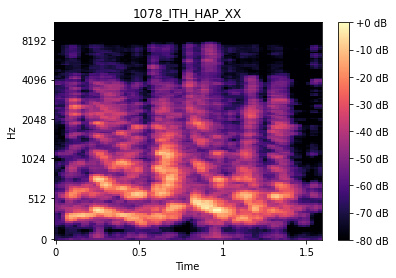 1078_ITH_HAP_XX
+0 dB
8192
-10 dB
4096
-20 dB
-30 dB
2048
-40 dB
Hz
1024
-50 dB
512
-60 dB
-70 dB
0
-80 dB
0 0.5 1 1.5
Time